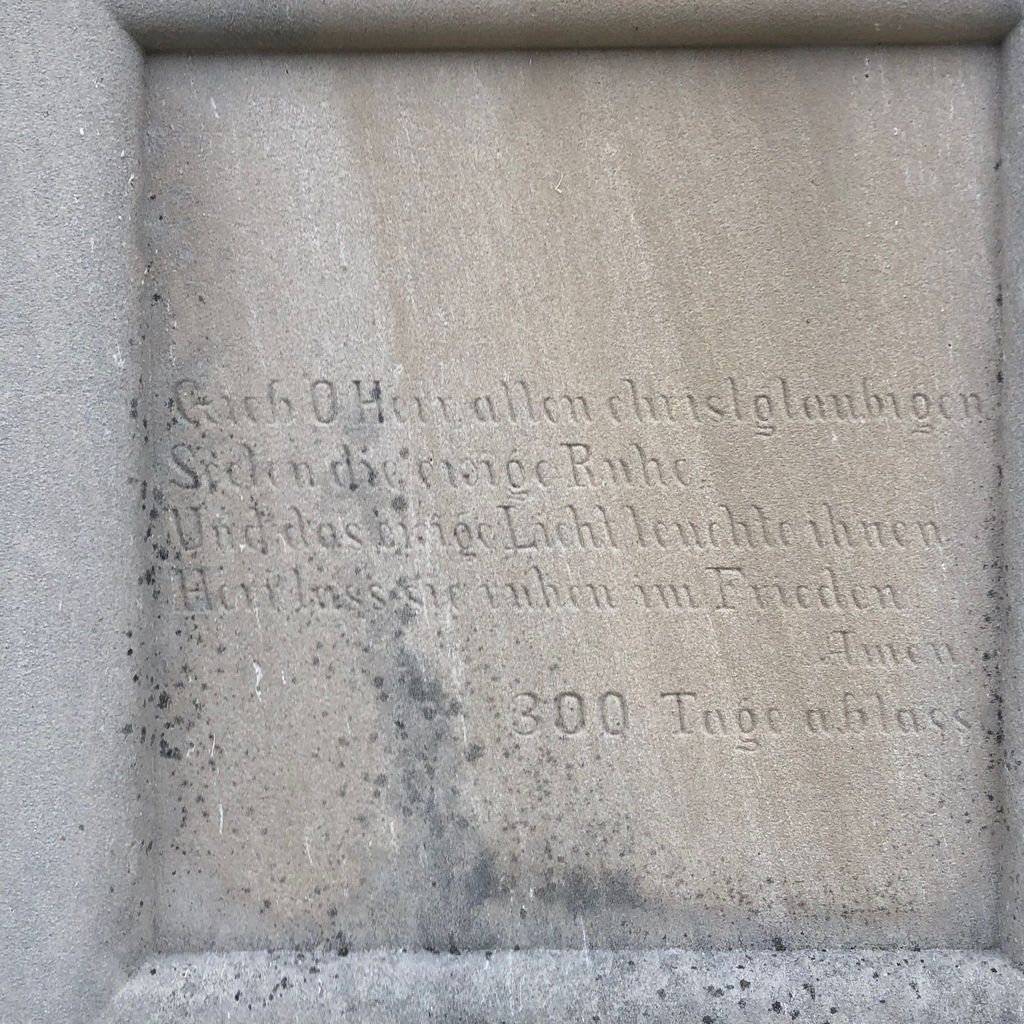 Gieb O Herr allen christglaubigen
Seelen die ewige Ruhe.
Und das ewige Licht leuchte ihnen
Herr lass sie ruhen im Frieden
Amen
300 Tage ablass